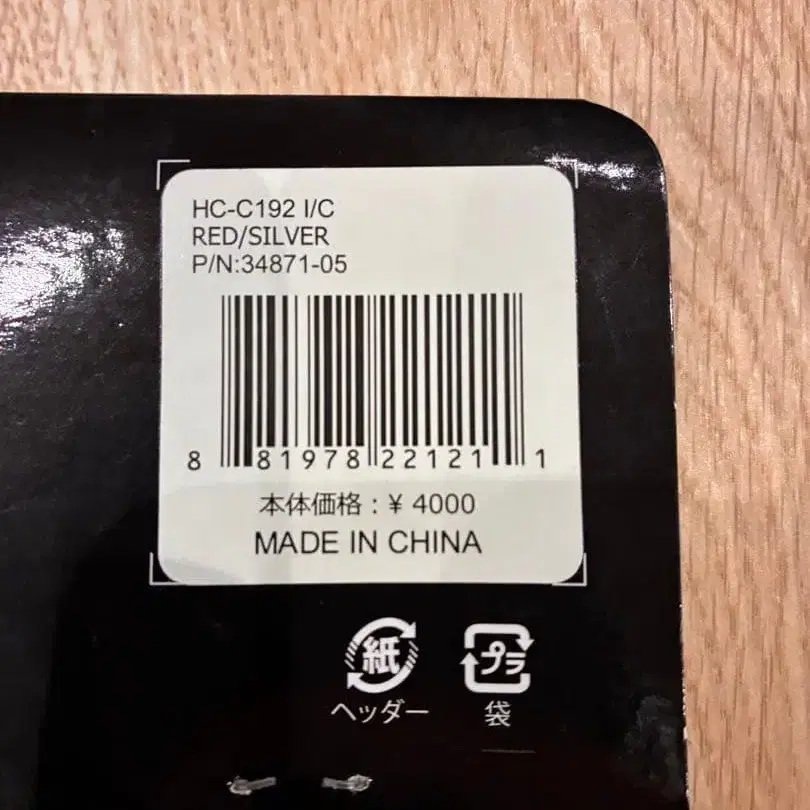 HC-C192 I/C
RED/SILVER
P/N:34871-05
8 81978 22121 1
本体価格：¥ 4000
MADE IN CHINA
紙 プラ
ヘッダー 袋